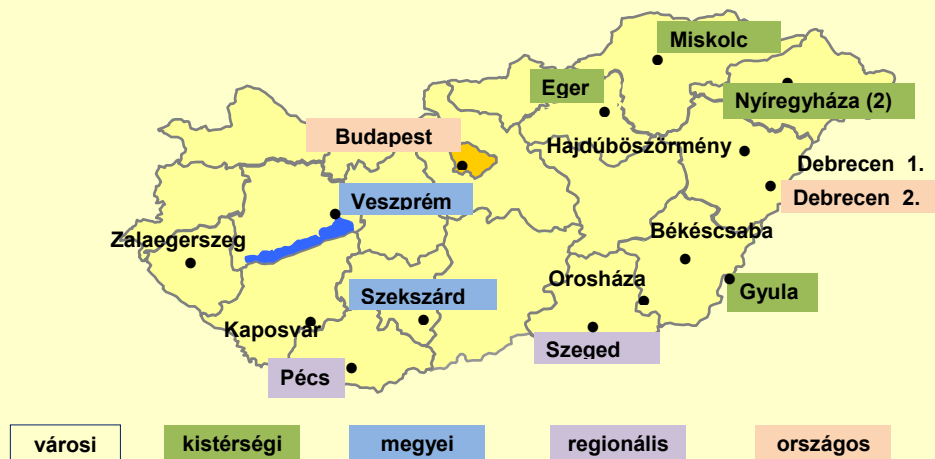 Miskolc
Eger
Nyíregyháza (2)
Budapest
Hajdúböszörmény
Debrecen 1.
Debrecen 2.
Veszprém
Zalaegerszeg
Békéscsaba
Orosháza
Gyula
Szekszárd
Kaposvár
Szeged
Pécs
városi
kistérségi
megyei
regionális
országos